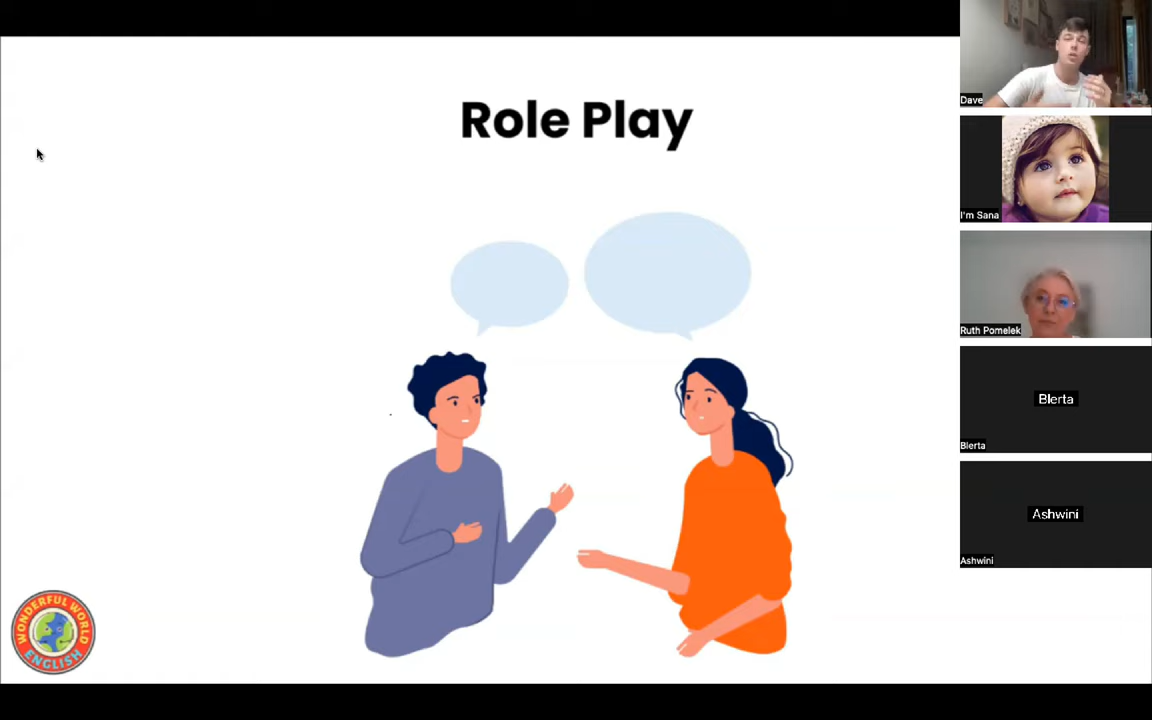 Role Play
WONDERFUL WORLD
ENGLISH
Dave
I'm Sana
Ruth Pomelek
Blerta
Blerta
Ashwini
Ashwini